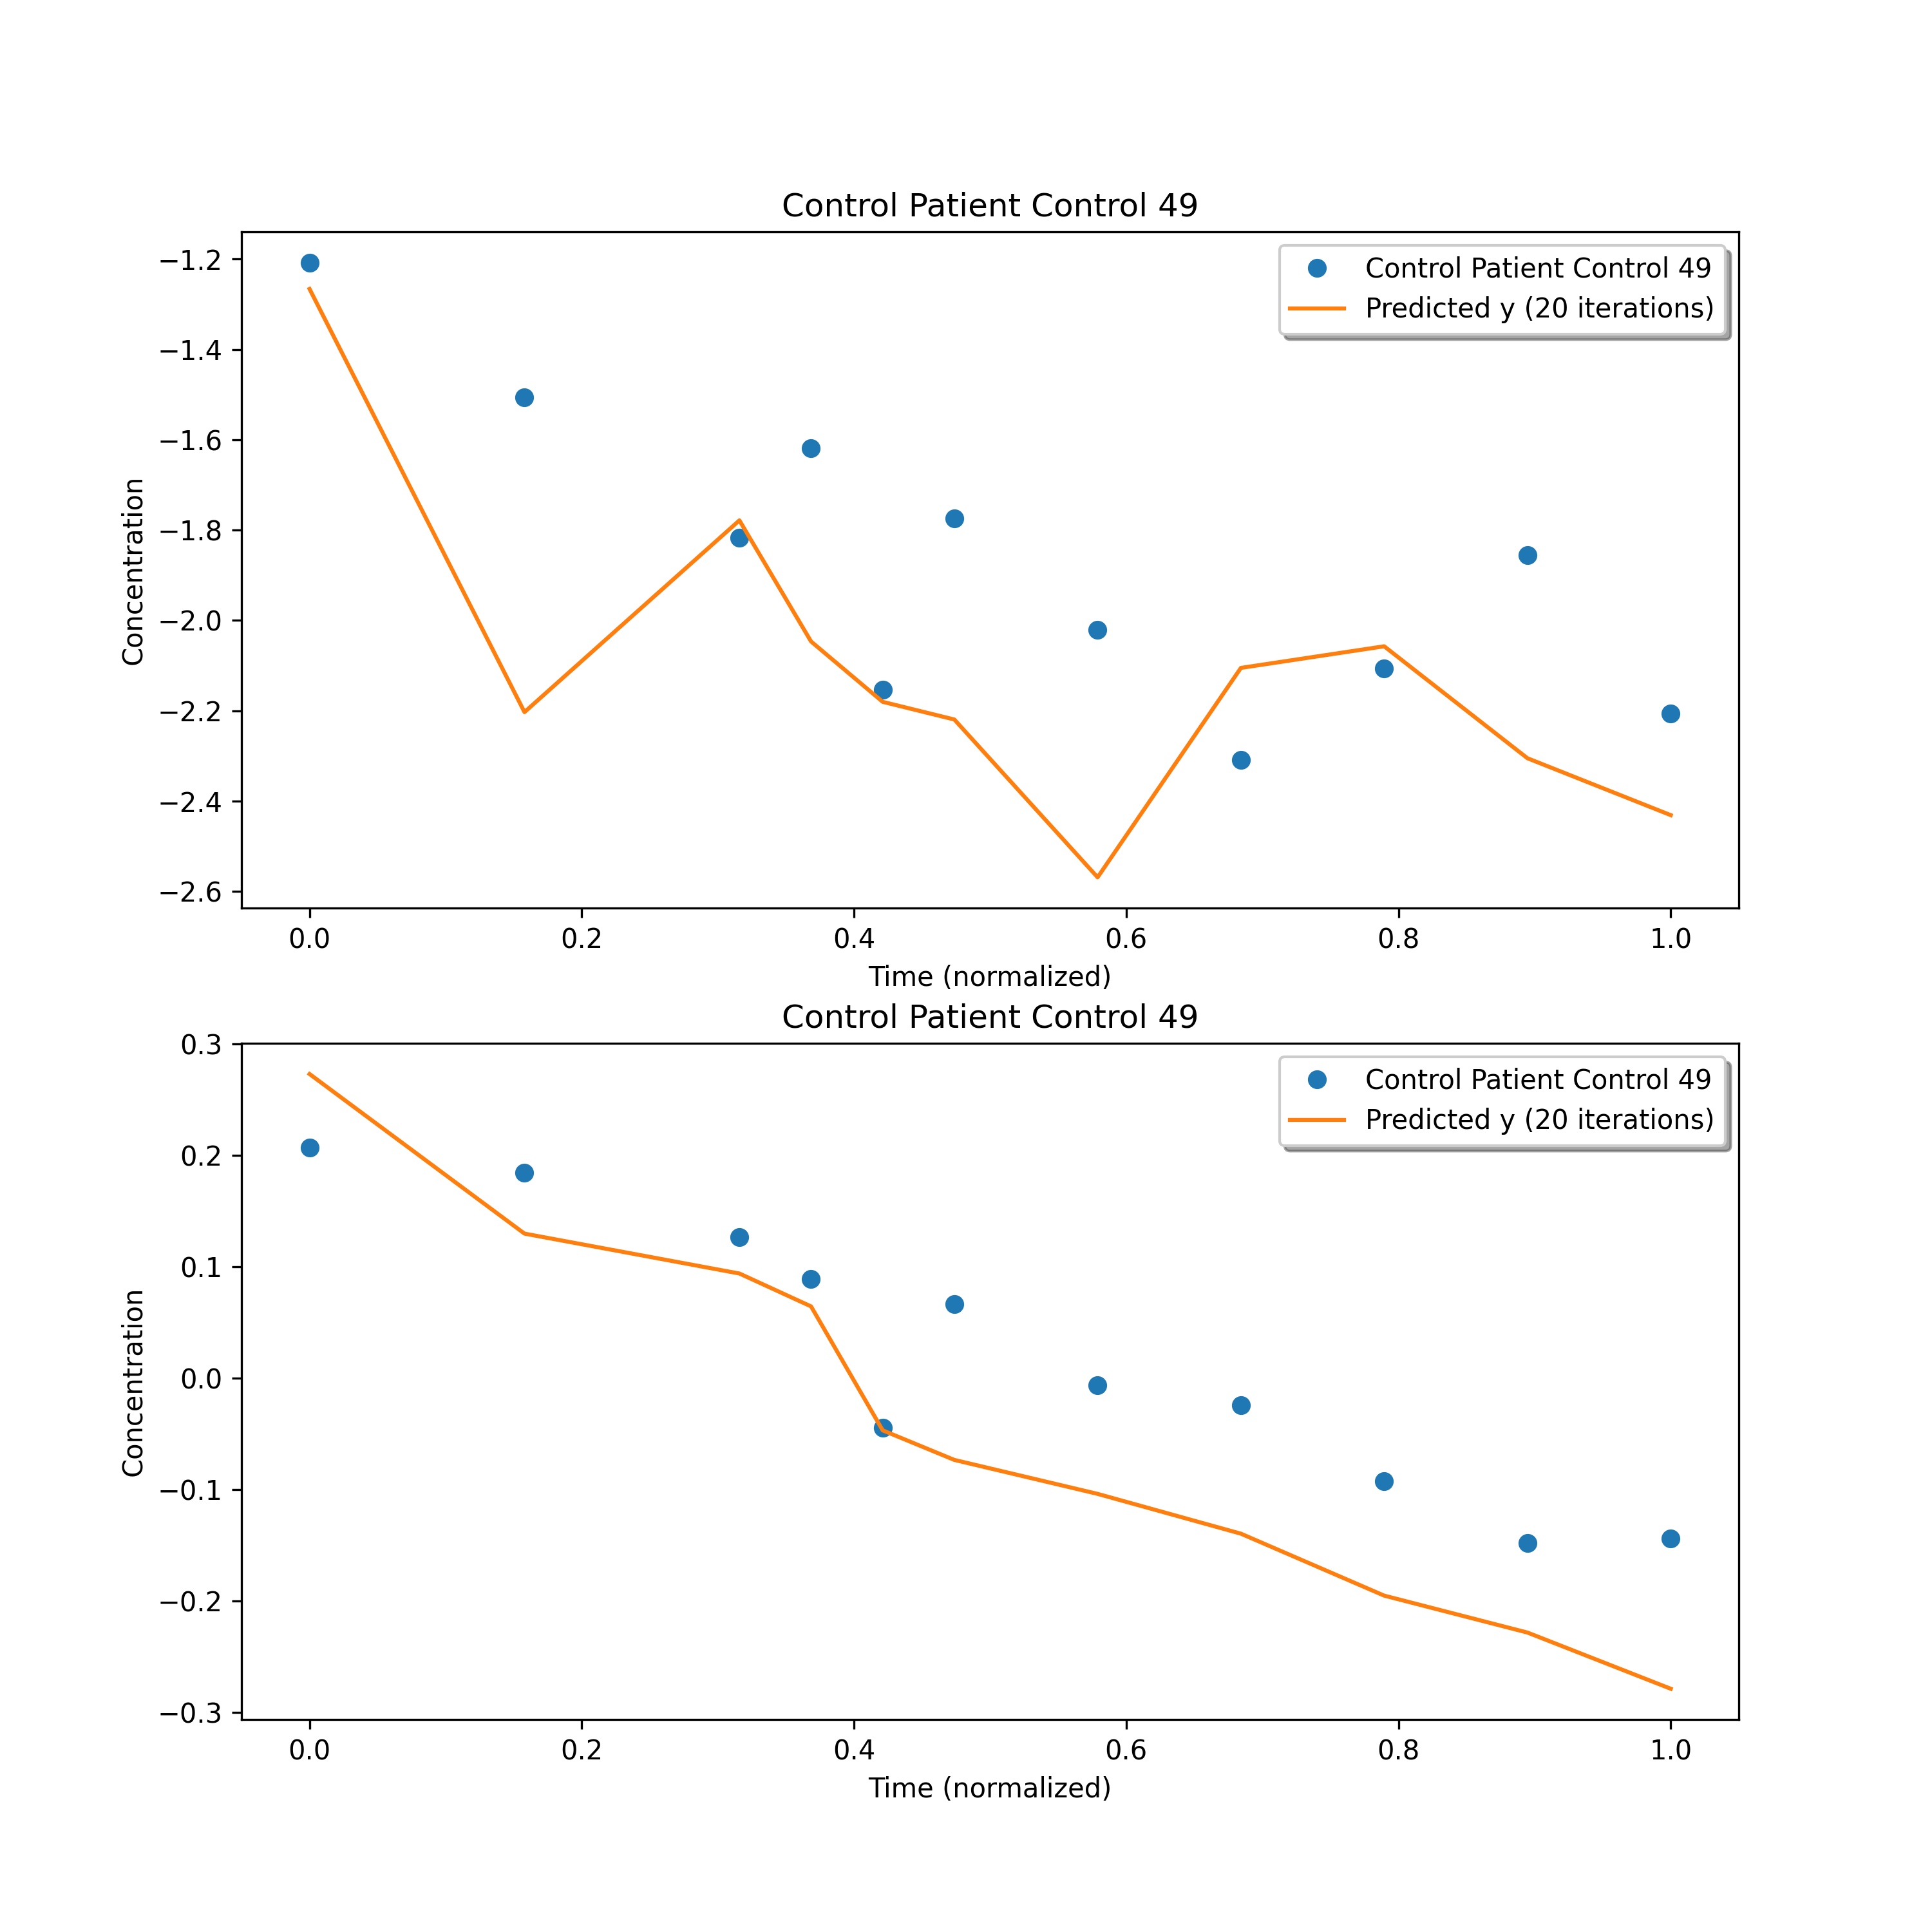 Control Patient Control 49
Control Patient Control 49
Predicted y (20 iterations)
−1.2
−1.4
−1.6
−1.8
−2.0
−2.2
−2.4
−2.6
Concentration
0.0 0.2 0.4 0.6 0.8 1.0
Time (normalized)
Control Patient Control 49
Control Patient Control 49
Predicted y (20 iterations)
0.3
0.2
0.1
0.0
−0.1
−0.2
−0.3
Concentration
0.0 0.2 0.4 0.6 0.8 1.0
Time (normalized)